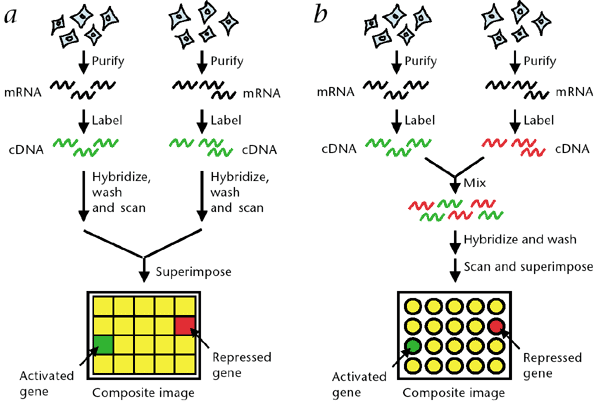 a
Purify
Purify
mRNA
mRNA
Label
Label
cDNA
cDNA
Hybridize,
wash
and scan
Hybridize,
wash
and scan
Superimpose
Activated
gene
Repressed
gene
Composite image
b
Purify
Purify
mRNA
mRNA
Label
Label
cDNA
cDNA
Mix
Hybridize and wash
Scan and superimpose
Activated
gene
Repressed
gene
Composite image